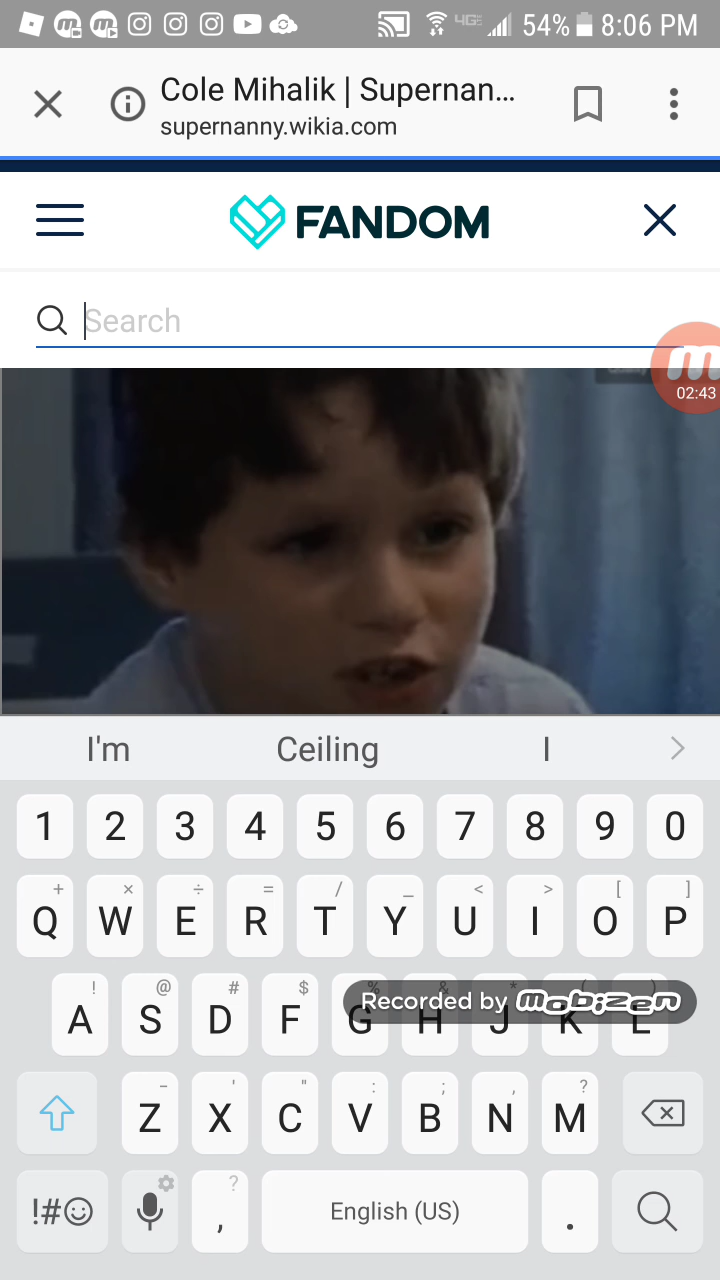 4GE 54% 8:06 PM
Cole Mihalik | Supernan...
supernanny.wikia.com
FANDOM
Search
02:43
I'm Ceiling I
1 2 3 4 5 6 7 8 9 0
+ × ÷ = / _ < > [ ]
Q W E R T Y U I O P
! @ # $ % & * ( )
A S D F G H J K L
Recorded by mobizen
- ' " : ; , ?
Z X C V B N M
!#☺ , ? English (US) .